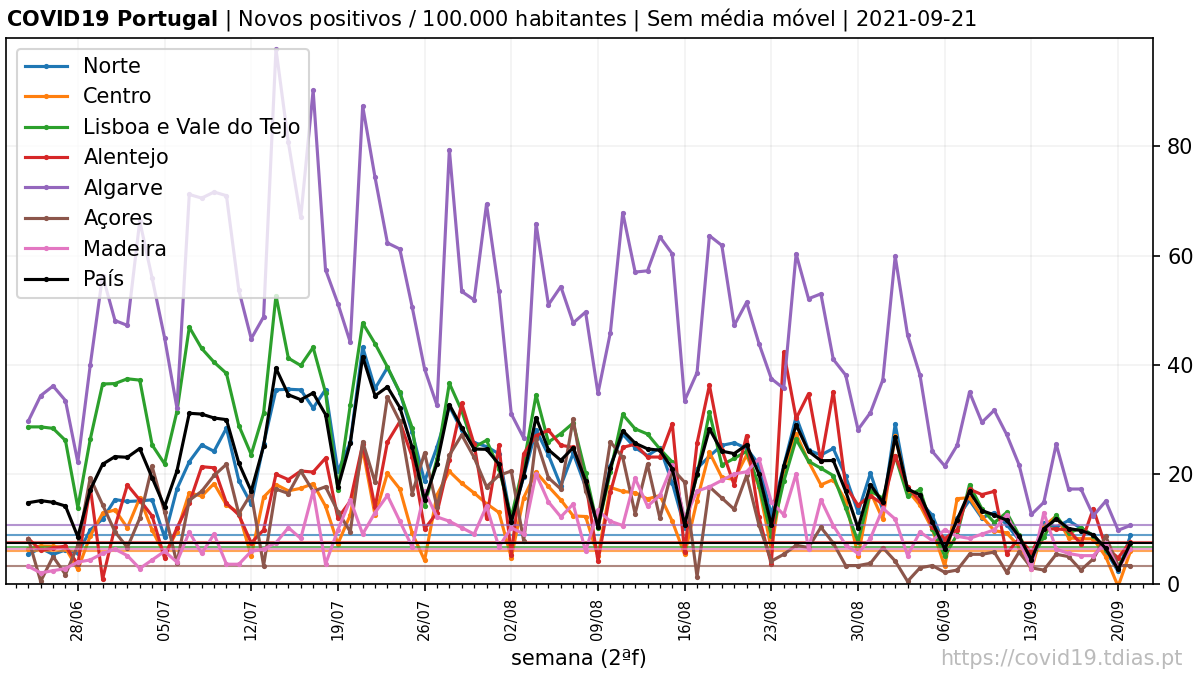 COVID19 Portugal | Novos positivos / 100.000 habitantes | Sem média móvel | 2021-09-21
Norte
Centro
Lisboa e Vale do Tejo
Alentejo
Algarve
Açores
Madeira
País
80
60
40
20
0
28/06
05/07
12/07
19/07
26/07
02/08
09/08
16/08
23/08
30/08
06/09
13/09
20/09
semana (2ªf)
https://covid19.tdias.pt